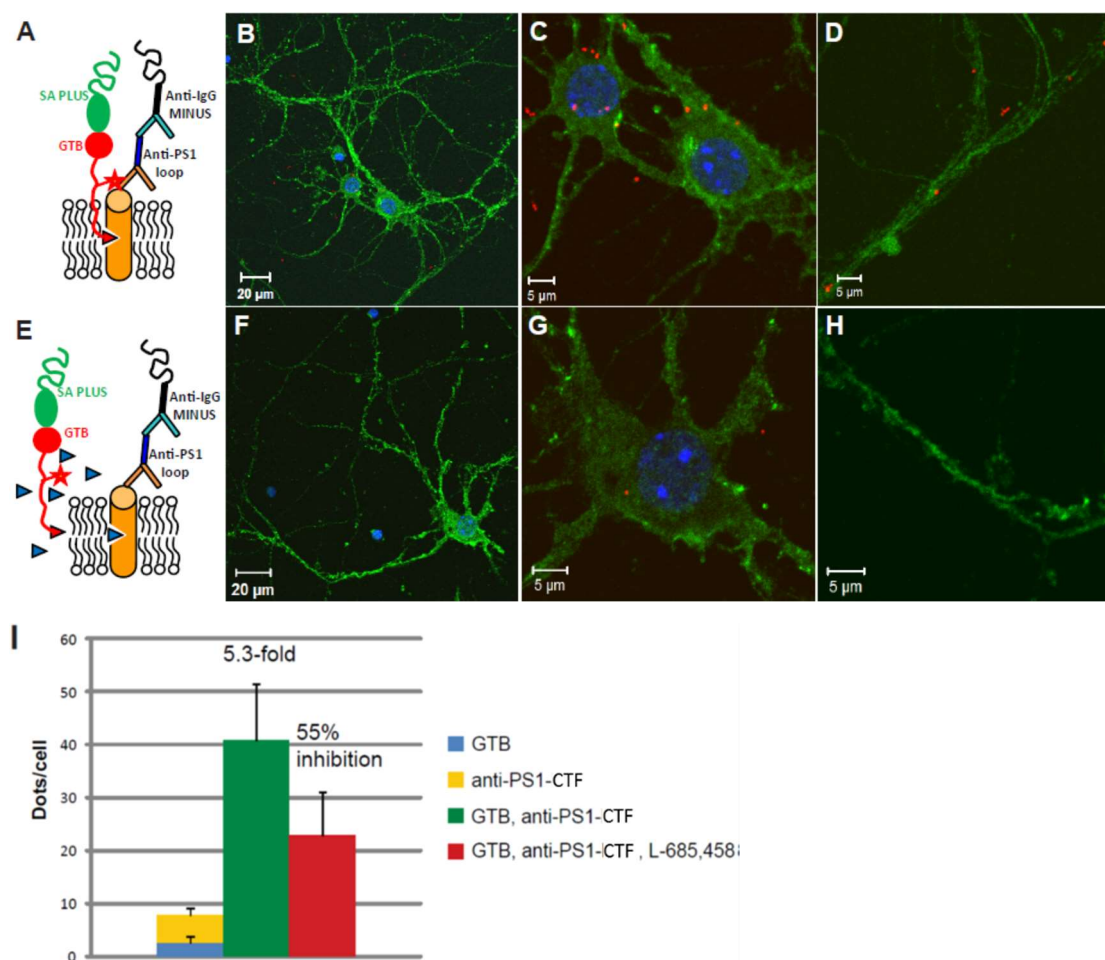 A
SA PLUS
GTB
Anti-IgG
MINUS
Anti-PS1
loop
B
20 µm
C
5 µm
D
5 µm
E
SA PLUS
GTB
Anti-IgG
MINUS
Anti-PS1
loop
F
20 µm
G
5 µm
H
5 µm
I
Dots/cell
60
50
40
30
20
10
0
5.3-fold
55%
inhibition
GTB
anti-PS1-CTF
GTB, anti-PS1-CTF
GTB, anti-PS1-CTF , L-685,458